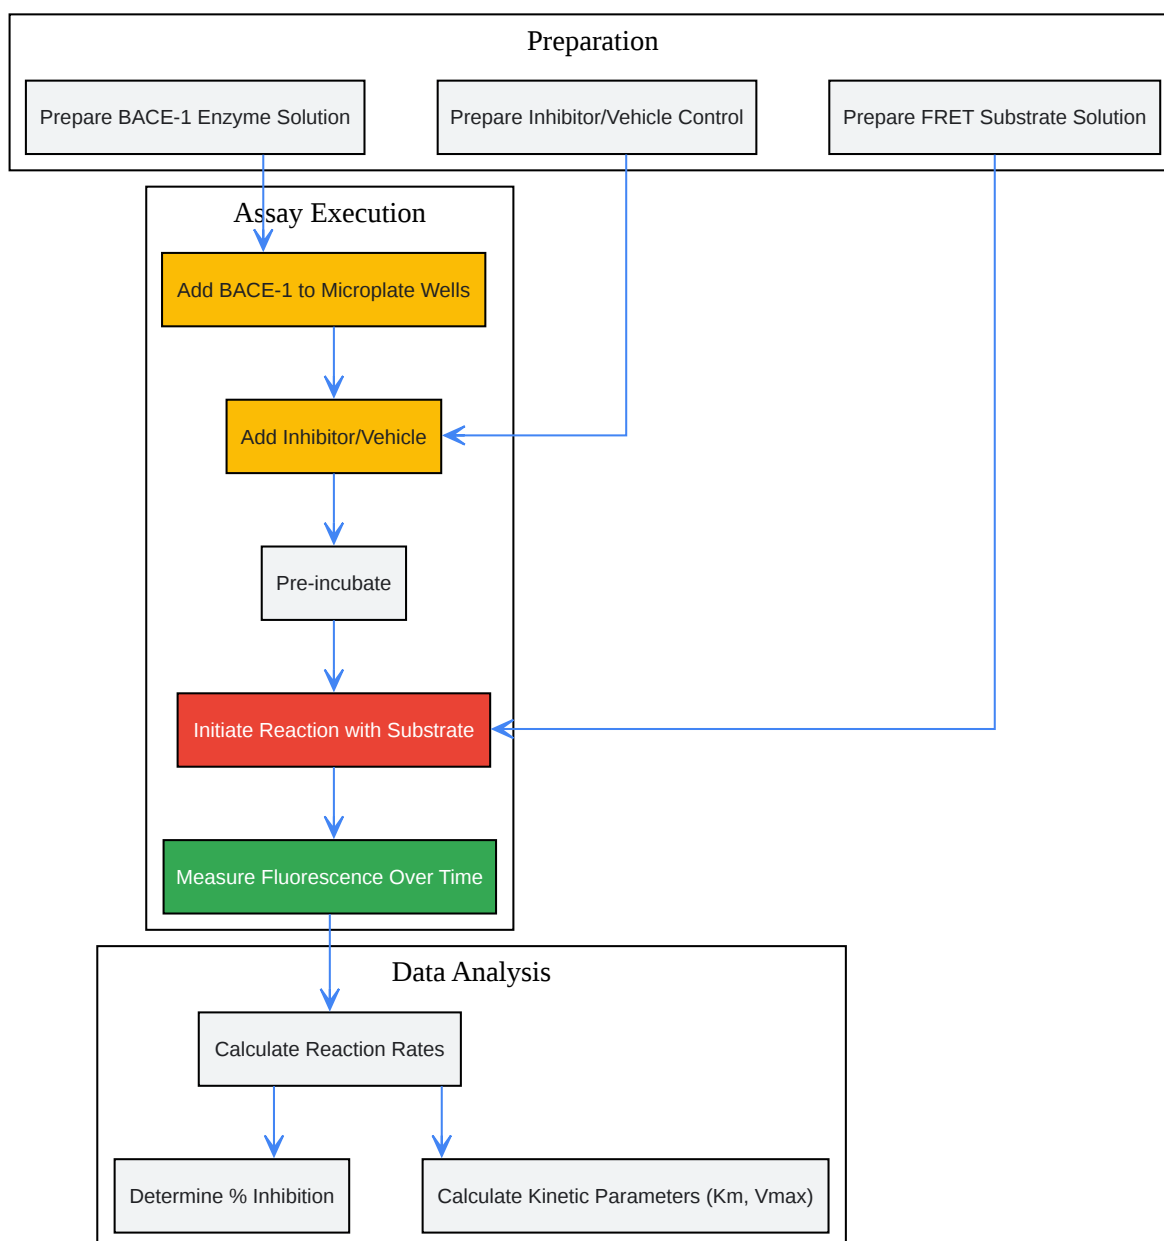 Preparation
Prepare BACE-1 Enzyme Solution
Prepare Inhibitor/Vehicle Control
Prepare FRET Substrate Solution
Assay Execution
Add BACE-1 to Microplate Wells
Add Inhibitor/Vehicle
Pre-incubate
Initiate Reaction with Substrate
Measure Fluorescence Over Time
Data Analysis
Calculate Reaction Rates
Determine % Inhibition
Calculate Kinetic Parameters (Km, Vmax)